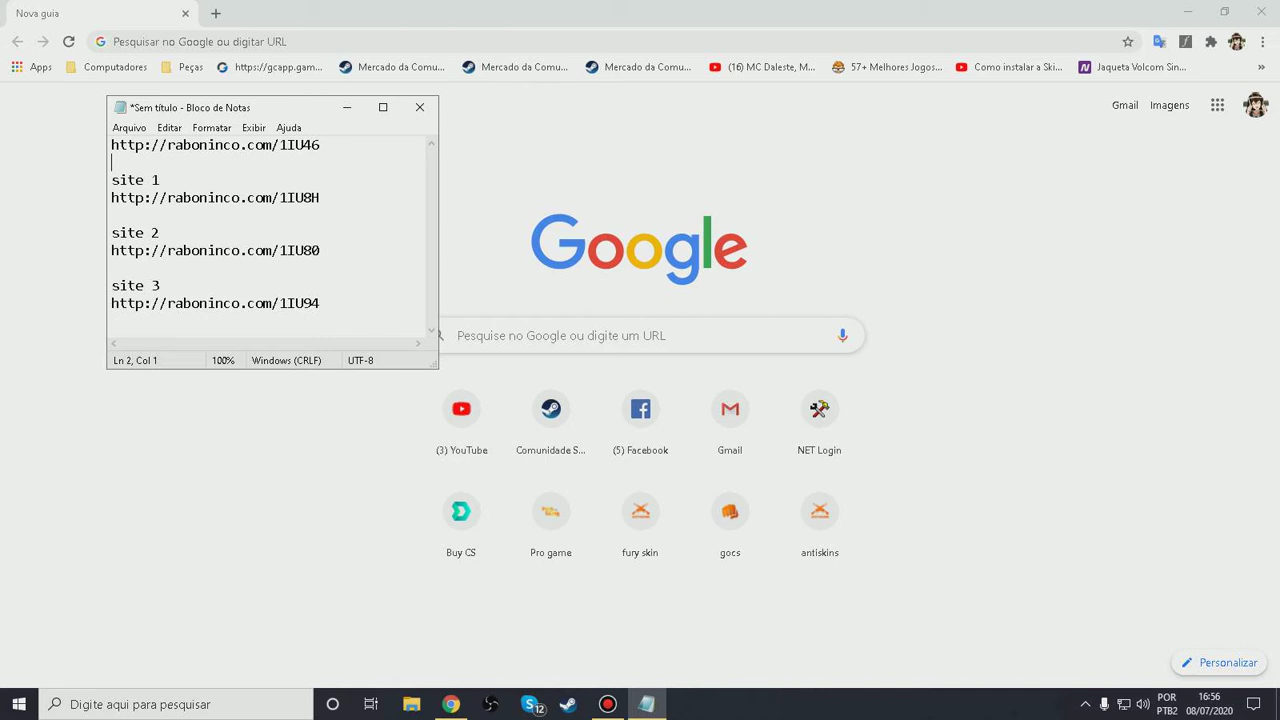 Nova guia
Pesquisar no Google ou digitar URL
Apps
Computadores
Peças
https://gcapp.gam...
Mercado da Comu...
Mercado da Comu...
Mercado da Comu...
(16) MC Daleste, M...
57+ Melhores Jogos...
Como instalar a Ski...
Jaqueta Volcom Sin...
»
Gmail
Imagens
*Sem título - Bloco de Notas
Arquivo Editar Formatar Exibir Ajuda
http://raboninco.com/1IU46
site 1
http://raboninco.com/1IU8H
site 2
http://raboninco.com/1IU80
site 3
http://raboninco.com/1IU94
Ln 2, Col 1
100%
Windows (CRLF)
UTF-8
Google
Pesquise no Google ou digite um URL
(3) YouTube
Comunidade S...
(5) Facebook
Gmail
NET Login
Buy CS
Pro game
fury skin
gocs
antiskins
Personalizar
Digite aqui para pesquisar
12
POR
PTB2
16:56
08/07/2020